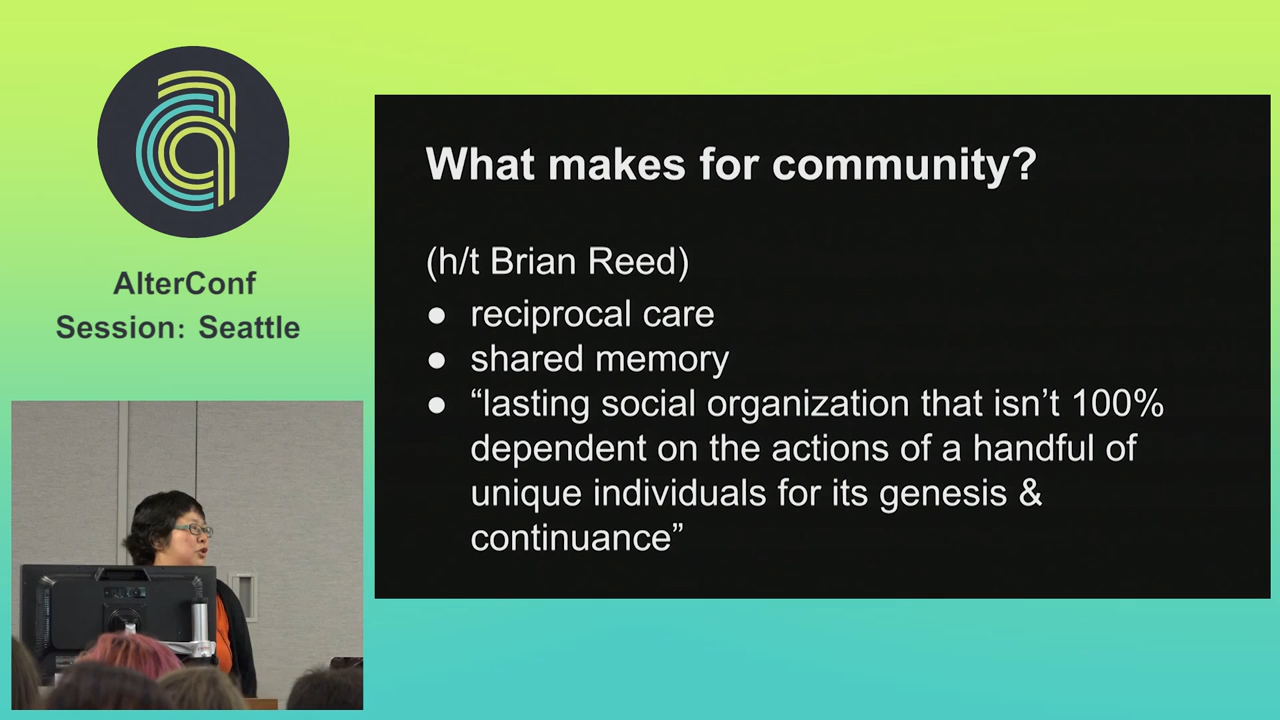 AlterConf
Session: Seattle
What makes for community?
(h/t Brian Reed)
● reciprocal care
● shared memory
● “lasting social organization that isn’t 100%
dependent on the actions of a handful of
unique individuals for its genesis &
continuance”